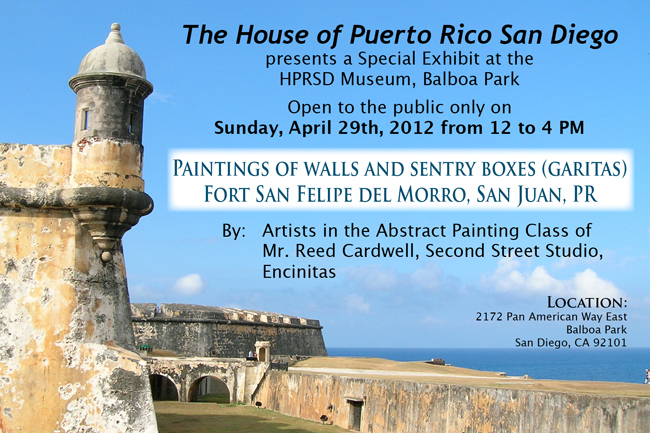 The House of Puerto Rico San Diego
presents a Special Exhibit at the
HPRSD Museum, Balboa Park
Open to the public only on
Sunday, April 29th, 2012 from 12 to 4 PM
Paintings of walls and sentry boxes (garitas)
Fort San Felipe del Morro, San Juan, PR
By: Artists in the Abstract Painting Class of
Mr. Reed Cardwell, Second Street Studio,
Encinitas
Location:
2172 Pan American Way East
Balboa Park
San Diego, CA 92101